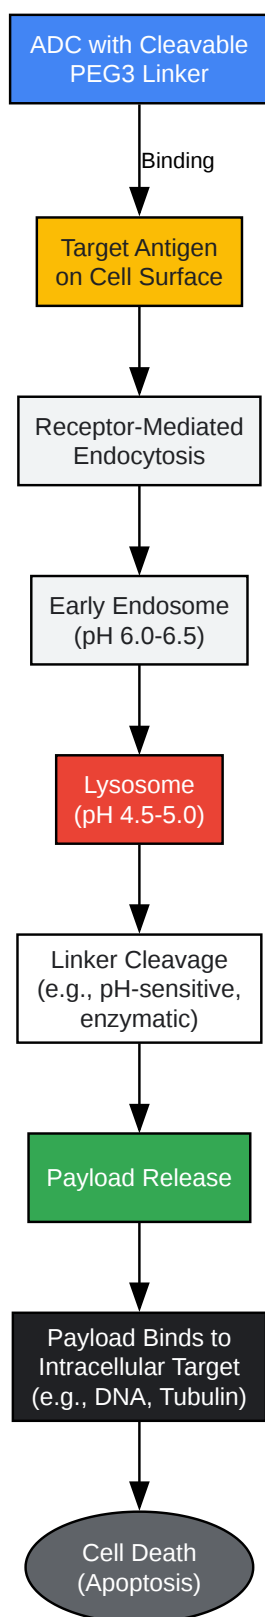 ADC with Cleavable
PEG3 Linker
Binding
Target Antigen
on Cell Surface
Receptor-Mediated
Endocytosis
Early Endosome
(pH 6.0-6.5)
Lysosome
(pH 4.5-5.0)
Linker Cleavage
(e.g., pH-sensitive,
enzymatic)
Payload Release
Payload Binds to
Intracellular Target
(e.g., DNA, Tubulin)
Cell Death
(Apoptosis)